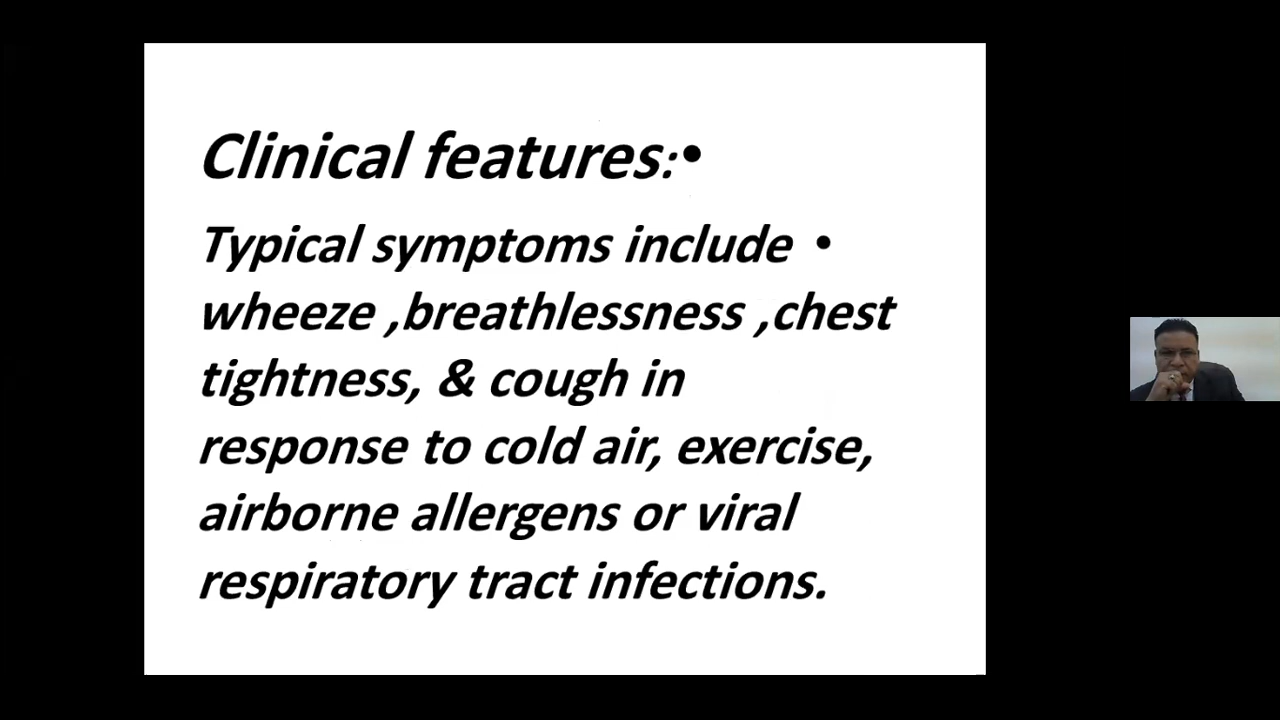 Clinical features:•
Typical symptoms include •
wheeze ,breathlessness ,chest
tightness, & cough in
response to cold air, exercise,
airborne allergens or viral
respiratory tract infections.